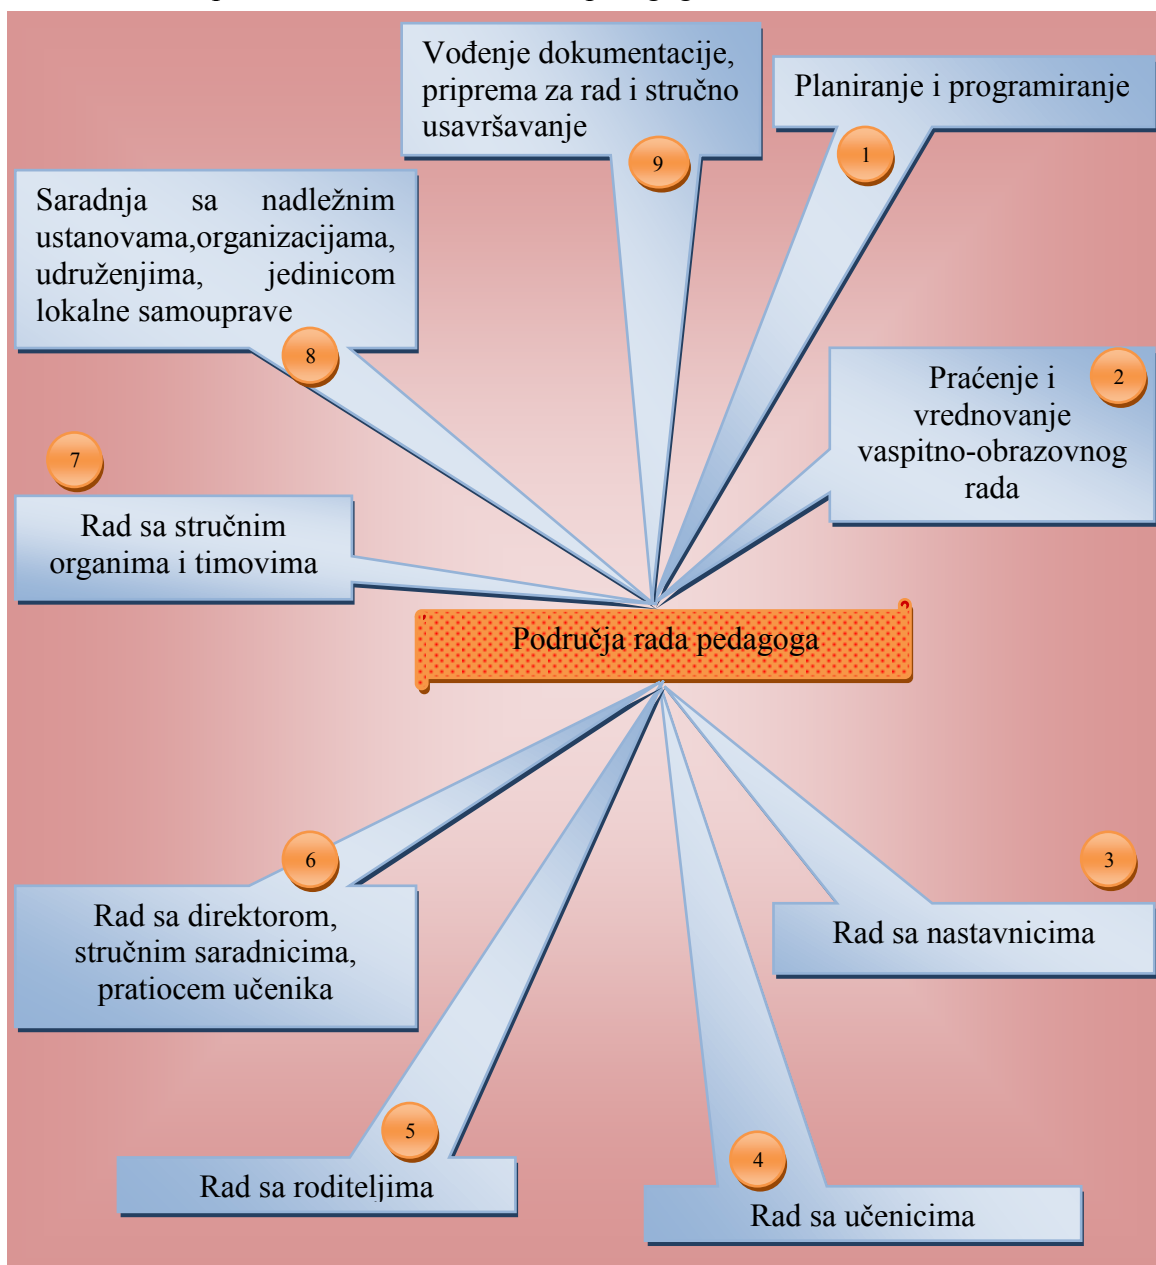 Vođenje dokumentacije,
priprema za rad i stručno
usavršavanje
9
Planiranje i programiranje
1
Saradnja sa nadležnim
ustanovama,organizacijama,
udruženjima, jedinicom
lokalne samouprave
8
Praćenje i
vrednovanje
vaspitno-obrazovnog
rada
2
7
Rad sa stručnim
organima i timovima
Područja rada pedagoga
6
Rad sa direktorom,
stručnim saradnicima,
pratiocem učenika
3
Rad sa nastavnicima
5
Rad sa roditeljima
4
Rad sa učenicima